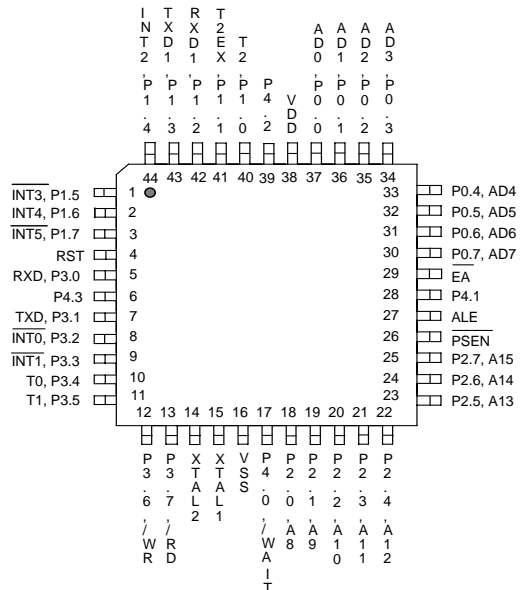 INT2, P1.4
TXD1, P1.3
RXD1, P1.2
T2EX, P1.1
T2, P1.0
P4.2
VDD
AD0, P0.0
AD1, P0.1
AD2, P0.2
AD3, P0.3
44 43 42 41 40 39 38 37 36 35 34
INT3, P1.5 1
INT4, P1.6 2
INT5, P1.7 3
RST 4
RXD, P3.0 5
P4.3 6
TXD, P3.1 7
INT0, P3.2 8
INT1, P3.3 9
T0, P3.4 10
T1, P3.5 11
33 P0.4, AD4
32 P0.5, AD5
31 P0.6, AD6
30 P0.7, AD7
29 EA
28 P4.1
27 ALE
26 PSEN
25 P2.7, A15
24 P2.6, A14
23 P2.5, A13
12 13 14 15 16 17 18 19 20 21 22
P3.6, /WR
P3.7, /RD
XTAL2
XTAL1
VSS
P4.0, /WAIT
P2.0, A8
P2.1, A9
P2.2, A10
P2.3, A11
P2.4, A12